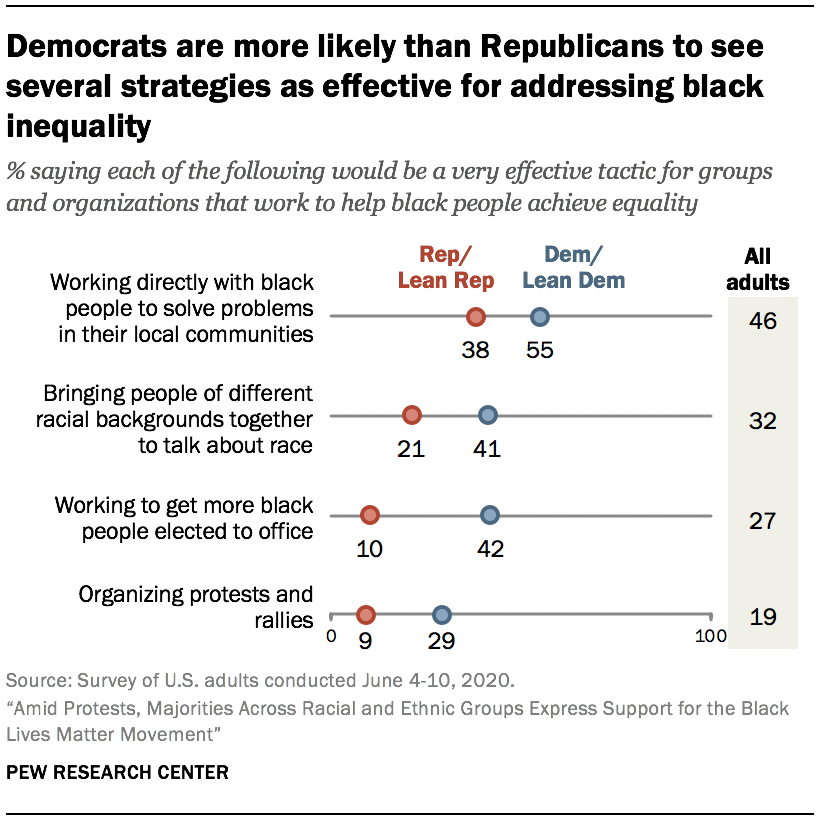 Democrats are more likely than Republicans to see
several strategies as effective for addressing black
inequality
% saying each of the following would be a very effective tactic for groups
and organizations that work to help black people achieve equality
Rep/
Lean Rep
Dem/
Lean Dem
All
adults
Working directly with black
people to solve problems
in their local communities
38 55
46
Bringing people of different
racial backgrounds together
to talk about race
21 41
32
Working to get more black
people elected to office
10 42
27
Organizing protests and
rallies
0 9 29 100
19
Source: Survey of U.S. adults conducted June 4-10, 2020.
“Amid Protests, Majorities Across Racial and Ethnic Groups Express Support for the Black
Lives Matter Movement”
PEW RESEARCH CENTER